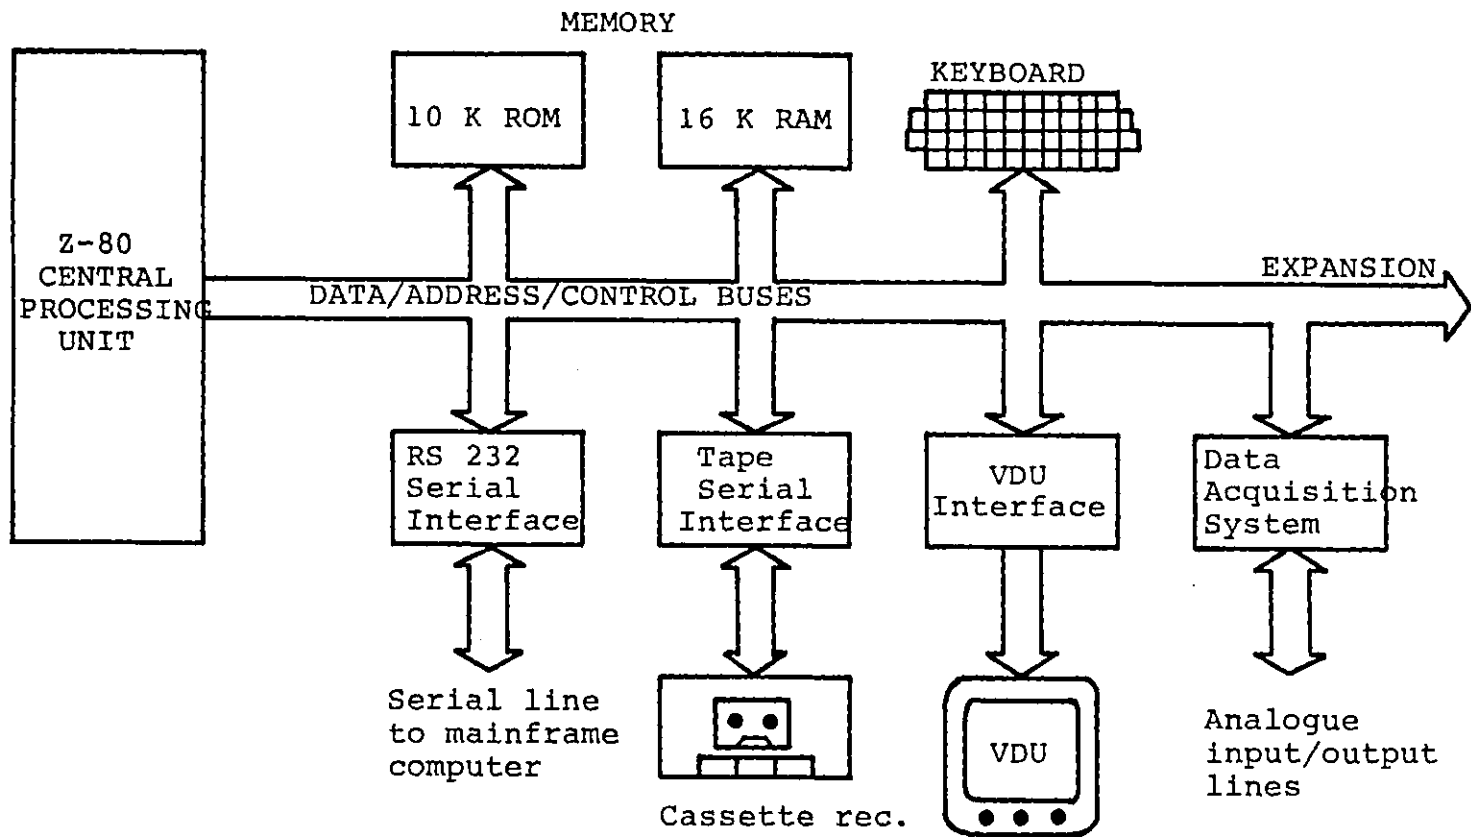 MEMORY
KEYBOARD
10 K ROM
16 K RAM
Z-80
CENTRAL
PROCESSING
UNIT
EXPANSION
DATA/ADDRESS/CONTROL BUSES
RS 232
Serial
Interface
Tape
Serial
Interface
VDU
Interface
Data
Acquisition
System
Serial line
to mainframe
computer
Cassette rec.
VDU
Analogue
input/output
lines